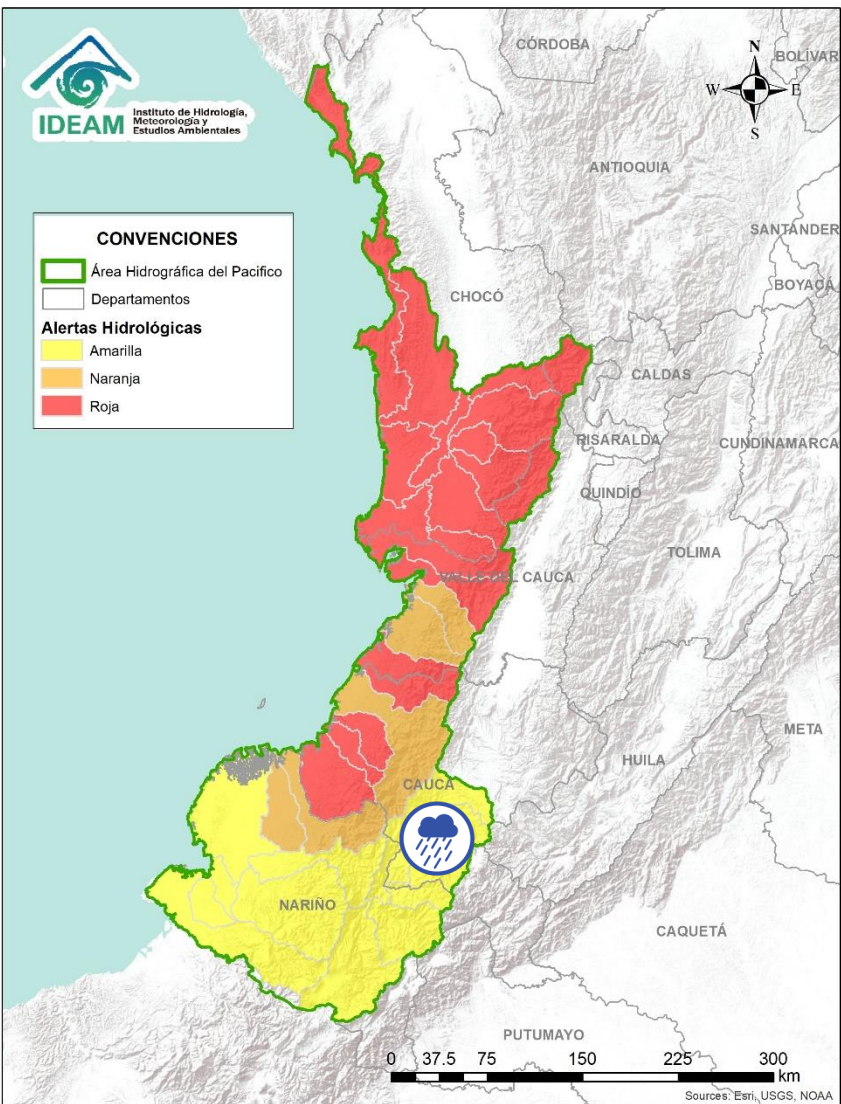 IDEAM
Instituto de Hidrología,
Meteorología y
Estudios Ambientales
CÓRDOBA
BOLÍVAR
N
W
E
S
ANTIOQUIA
SANTANDER
BOYACÁ
CONVENCIONES
Área Hidrográfica del Pacifico
Departamentos
Alertas Hidrológicas
Amarilla
Naranja
Roja
CHOCÓ
CALDAS
RISARALDA
CUNDINAMARCA
QUINDÍO
TOLIMA
VALLE DEL CAUCA
META
HUILA
CAUCA
NARIÑO
CAQUETÁ
PUTUMAYO
0 37.5 75 150 225 300
km
Sources: Esri, USGS, NOAA